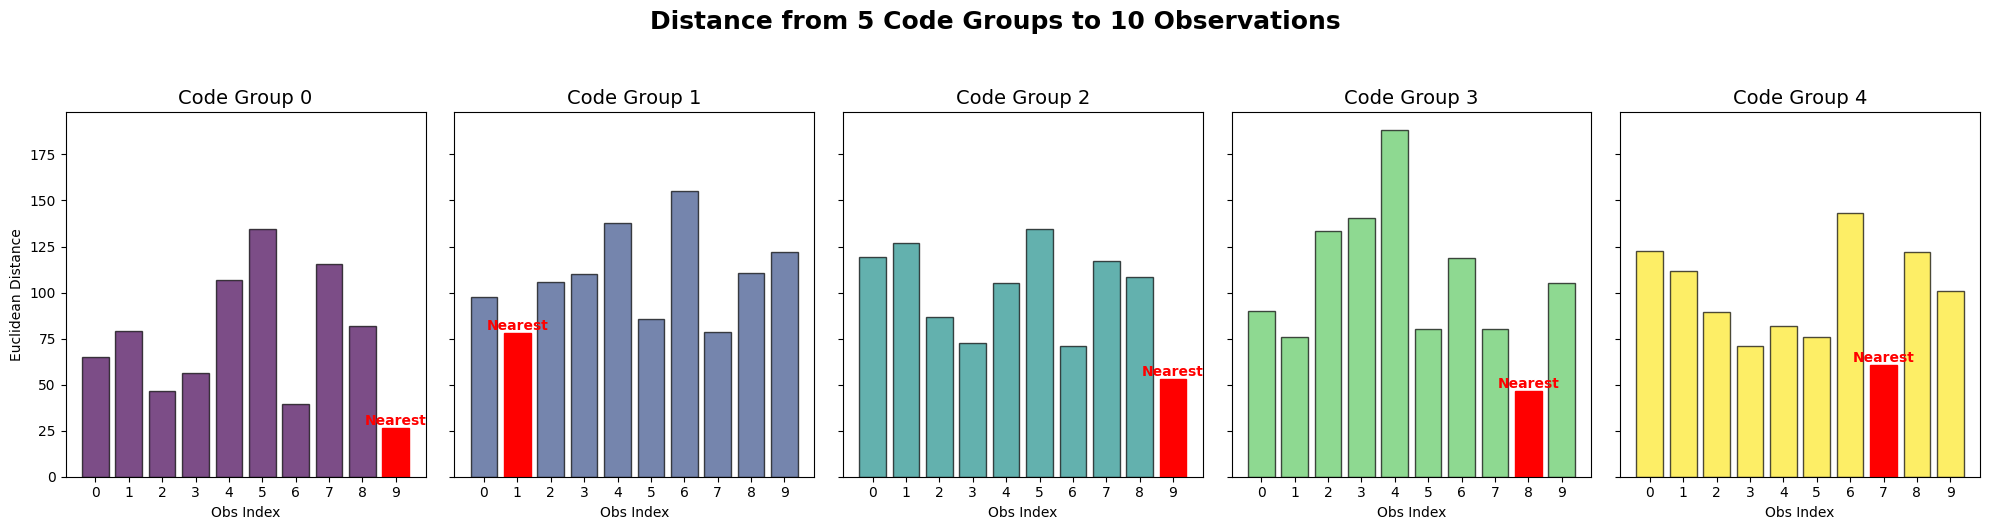 Distance from 5 Code Groups to 10 Observations
Code Group 0
Code Group 1
Code Group 2
Code Group 3
Code Group 4
Euclidean Distance
175
150
125
100
75
50
25
0
Nearest
Nearest
Nearest
Nearest
Nearest
0 1 2 3 4 5 6 7 8 9
0 1 2 3 4 5 6 7 8 9
0 1 2 3 4 5 6 7 8 9
0 1 2 3 4 5 6 7 8 9
0 1 2 3 4 5 6 7 8 9
Obs Index
Obs Index
Obs Index
Obs Index
Obs Index